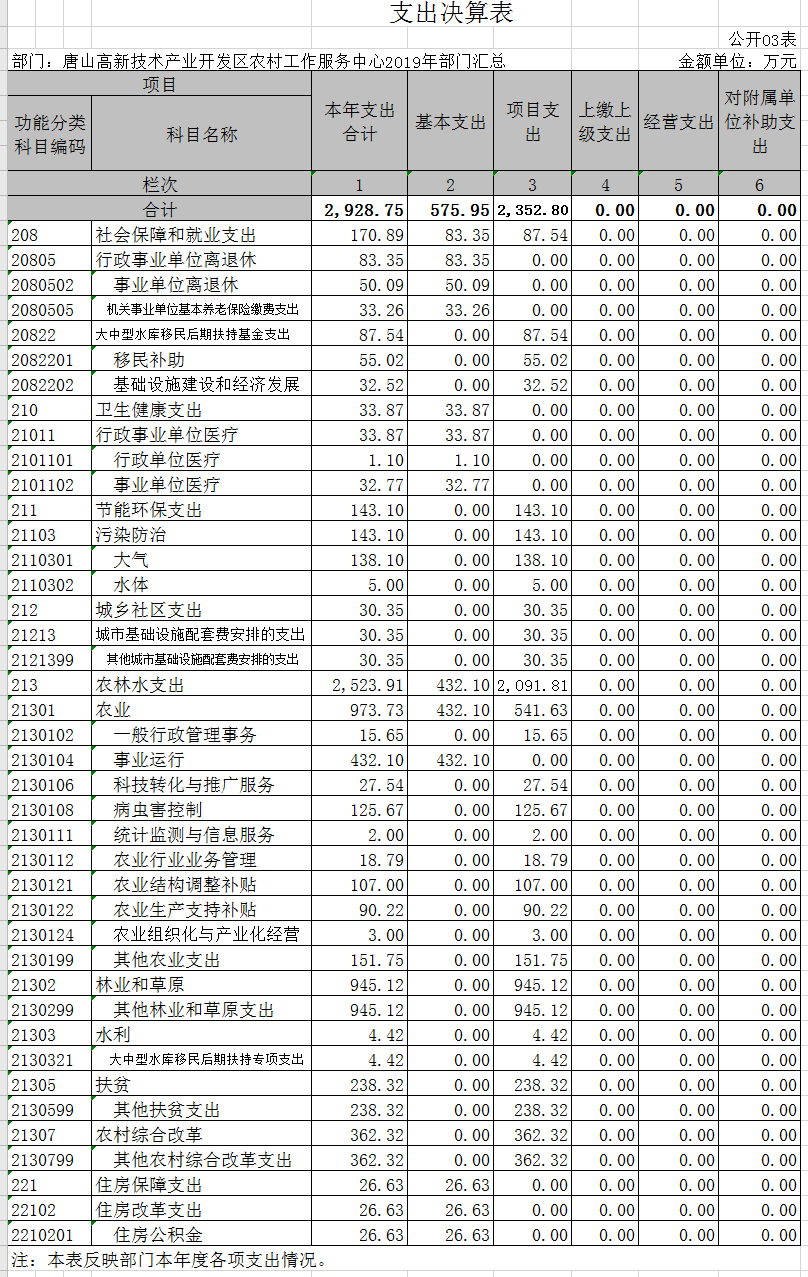 支出决算表
公开03表
部门：唐山高新技术产业开发区农村工作服务中心2019年部门汇总 金额单位：万元
项目 本年支出合计 基本支出 项目支出 上缴上级支出 经营支出 对附属单位补助支出
功能分类科目编码 科目名称
栏次 1 2 3 4 5 6
合计 2,928.75 575.95 2,352.80 0.00 0.00 0.00
208 社会保障和就业支出 170.89 83.35 87.54 0.00 0.00 0.00
20805 行政事业单位离退休 83.35 83.35 0.00 0.00 0.00 0.00
2080502 事业单位离退休 50.09 50.09 0.00 0.00 0.00 0.00
2080505 机关事业单位基本养老保险缴费支出 33.26 33.26 0.00 0.00 0.00 0.00
20822 大中型水库移民后期扶持基金支出 87.54 0.00 87.54 0.00 0.00 0.00
2082201 移民补助 55.02 0.00 55.02 0.00 0.00 0.00
2082202 基础设施建设和经济发展 32.52 0.00 32.52 0.00 0.00 0.00
210 卫生健康支出 33.87 33.87 0.00 0.00 0.00 0.00
21011 行政事业单位医疗 33.87 33.87 0.00 0.00 0.00 0.00
2101101 行政单位医疗 1.10 1.10 0.00 0.00 0.00 0.00
2101102 事业单位医疗 32.77 32.77 0.00 0.00 0.00 0.00
211 节能环保支出 143.10 0.00 143.10 0.00 0.00 0.00
21103 污染防治 143.10 0.00 143.10 0.00 0.00 0.00
2110301 大气 138.10 0.00 138.10 0.00 0.00 0.00
2110302 水体 5.00 0.00 5.00 0.00 0.00 0.00
212 城乡社区支出 30.35 0.00 30.35 0.00 0.00 0.00
21213 城市基础设施配套费安排的支出 30.35 0.00 30.35 0.00 0.00 0.00
2121399 其他城市基础设施配套费安排的支出 30.35 0.00 30.35 0.00 0.00 0.00
213 农林水支出 2,523.91 432.10 2,091.81 0.00 0.00 0.00
21301 农业 973.73 432.10 541.63 0.00 0.00 0.00
2130102 一般行政管理事务 15.65 0.00 15.65 0.00 0.00 0.00
2130104 事业运行 432.10 432.10 0.00 0.00 0.00 0.00
2130106 科技转化与推广服务 27.54 0.00 27.54 0.00 0.00 0.00
2130108 病虫害控制 125.67 0.00 125.67 0.00 0.00 0.00
2130111 统计监测与信息服务 2.00 0.00 2.00 0.00 0.00 0.00
2130112 农业行业业务管理 18.79 0.00 18.79 0.00 0.00 0.00
2130121 农业结构调整补贴 107.00 0.00 107.00 0.00 0.00 0.00
2130122 农业生产支持补贴 90.22 0.00 90.22 0.00 0.00 0.00
2130124 农业组织化与产业化经营 3.00 0.00 3.00 0.00 0.00 0.00
2130199 其他农业支出 151.75 0.00 151.75 0.00 0.00 0.00
21302 林业和草原 945.12 0.00 945.12 0.00 0.00 0.00
2130299 其他林业和草原支出 945.12 0.00 945.12 0.00 0.00 0.00
21303 水利 4.42 0.00 4.42 0.00 0.00 0.00
2130321 大中型水库移民后期扶持专项支出 4.42 0.00 4.42 0.00 0.00 0.00
21305 扶贫 238.32 0.00 238.32 0.00 0.00 0.00
2130599 其他扶贫支出 238.32 0.00 238.32 0.00 0.00 0.00
21307 农村综合改革 362.32 0.00 362.32 0.00 0.00 0.00
2130799 其他农村综合改革支出 362.32 0.00 362.32 0.00 0.00 0.00
221 住房保障支出 26.63 26.63 0.00 0.00 0.00 0.00
22102 住房改革支出 26.63 26.63 0.00 0.00 0.00 0.00
2210201 住房公积金 26.63 26.63 0.00 0.00 0.00 0.00
注：本表反映部门本年度各项支出情况。